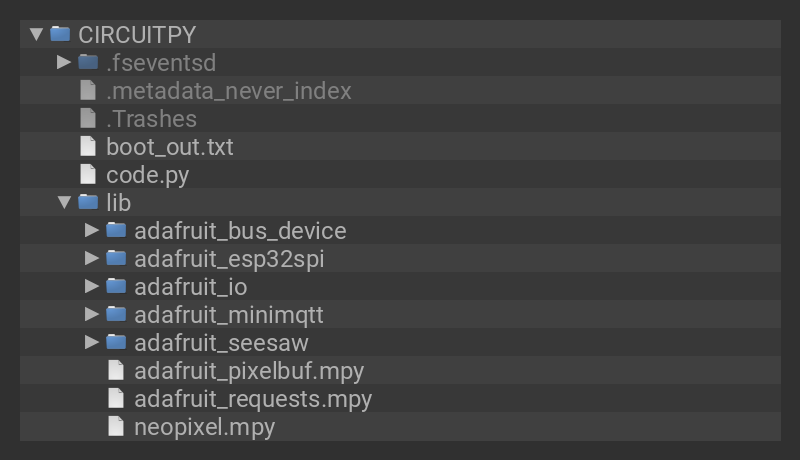 CIRCUITPY
.fseventsd
.metadata_never_index
.Trashes
boot_out.txt
code.py
lib
adafruit_bus_device
adafruit_esp32spi
adafruit_io
adafruit_minimqtt
adafruit_seesaw
adafruit_pixelbuf.mpy
adafruit_requests.mpy
neopixel.mpy